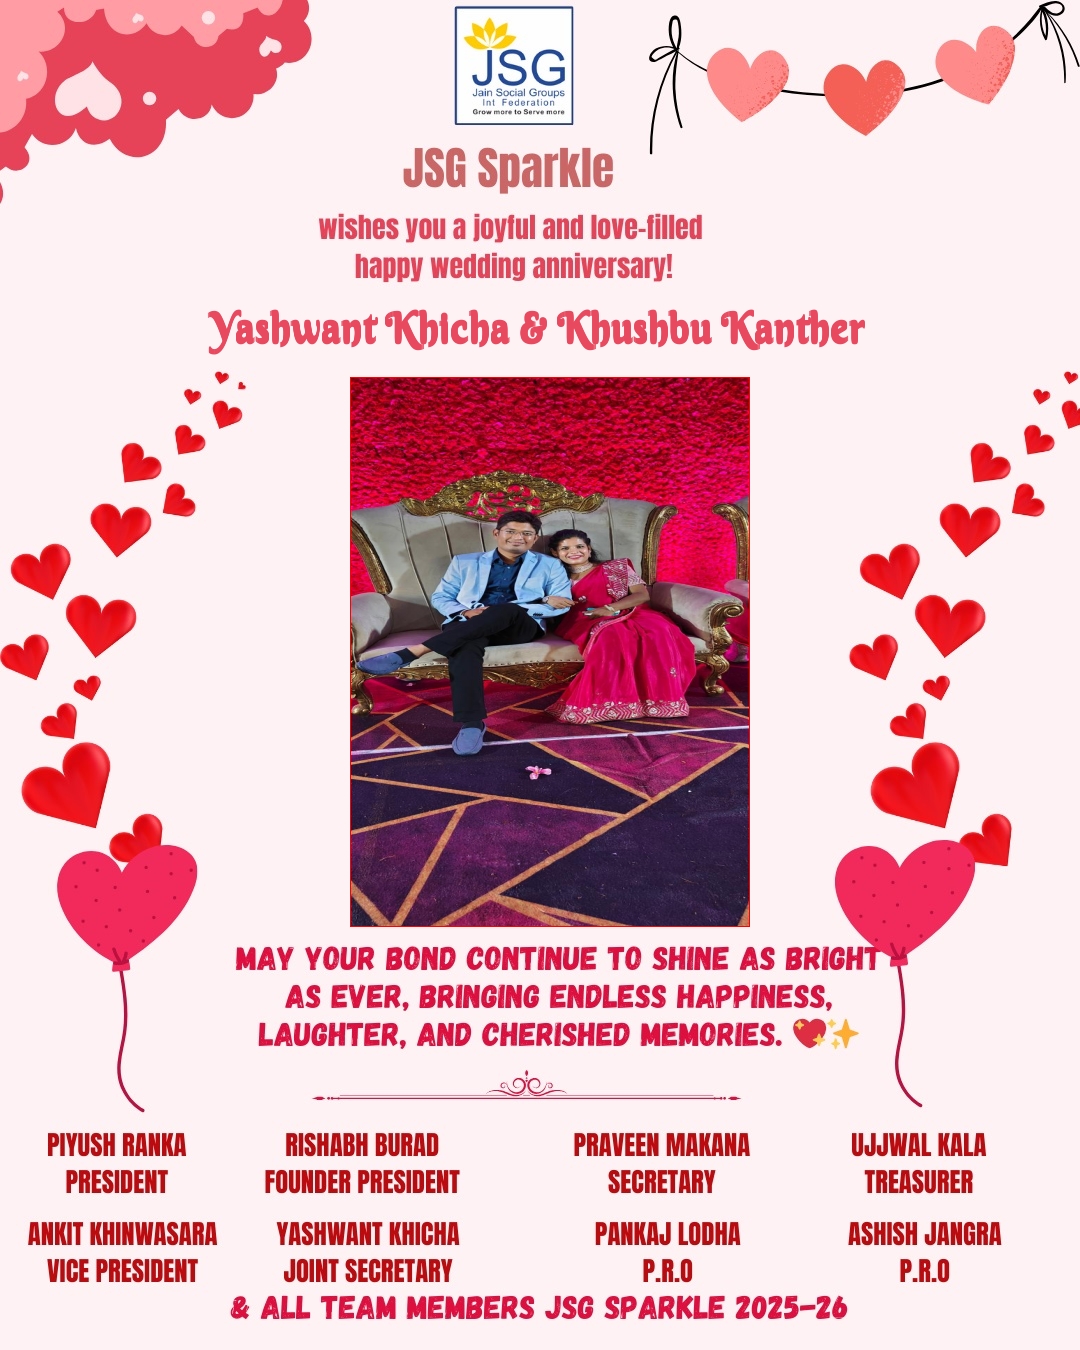 JSG
Jain Social Groups
Int Federation
Grow more to Serve more
JSG Sparkle
wishes you a joyful and love-filled
happy wedding anniversary!
Yashwant Khicha & Khushbu Kanther
MAY YOUR BOND CONTINUE TO SHINE AS BRIGHT
AS EVER, BRINGING ENDLESS HAPPINESS,
LAUGHTER, AND CHERISHED MEMORIES. 💖✨
PIYUSH RANKA
PRESIDENT
RISHABH BURAD
FOUNDER PRESIDENT
PRAVEEN MAKANA
SECRETARY
UJJWAL KALA
TREASURER
ANKIT KHINWASARA
VICE PRESIDENT
YASHWANT KHICHA
JOINT SECRETARY
PANKAJ LODHA
P.R.O
ASHISH JANGRA
P.R.O
& ALL TEAM MEMBERS JSG SPARKLE 2025-26